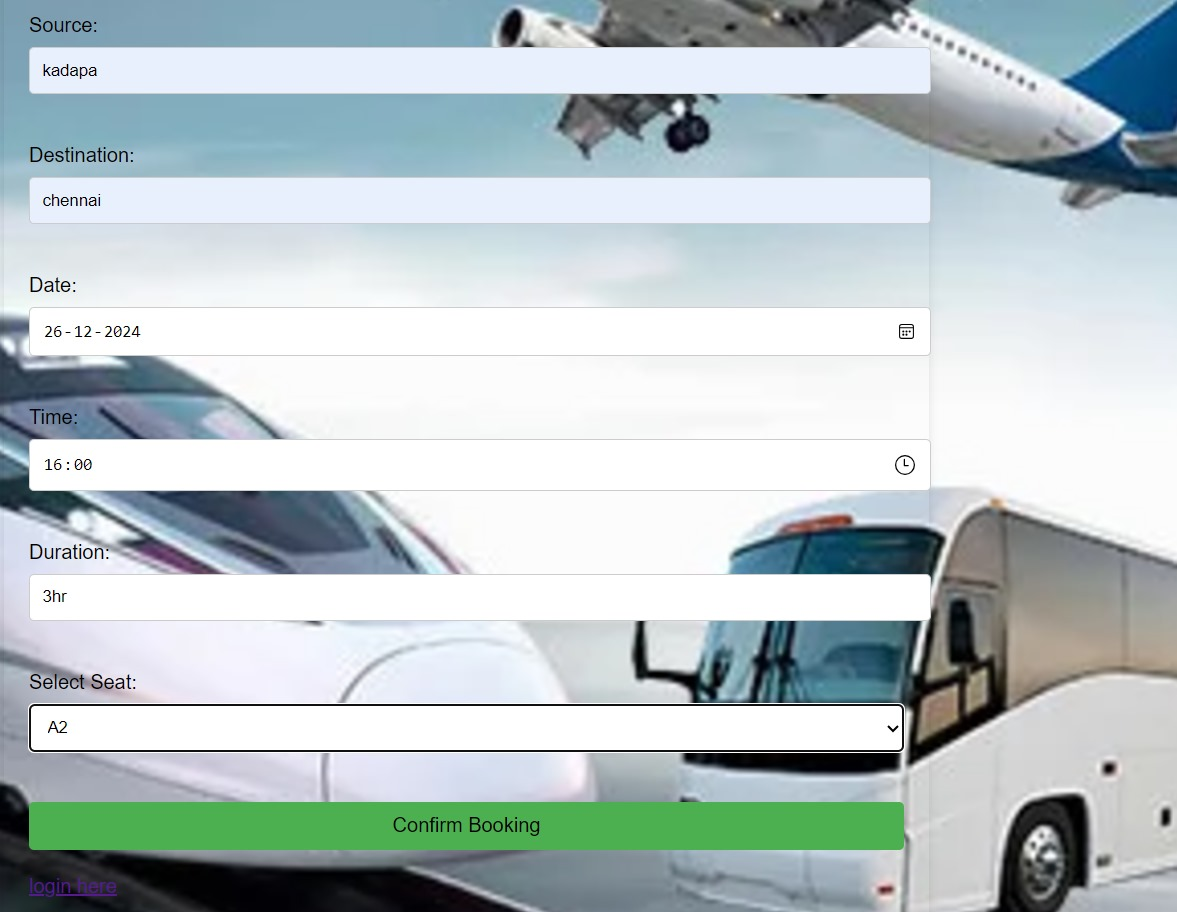 Source:
kadapa
Destination:
chennai
Date:
26-12-2024
Time:
16:00
Duration:
3hr
Select Seat:
A2
Confirm Booking
login here